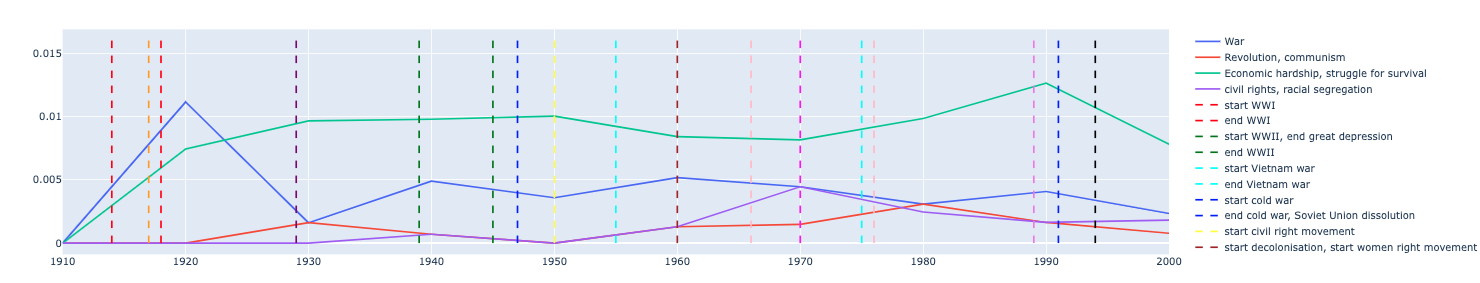 0.015
0.01
0.005
0
1910 1920 1930 1940 1950 1960 1970 1980 1990 2000
War
Revolution, communism
Economic hardship, struggle for survival
civil rights, racial segregation
start WWI
end WWI
start WWII, end great depression
end WWII
start Vietnam war
end Vietnam war
start cold war
end cold war, Soviet Union dissolution
start civil right movement
start decolonisation, start women right movement